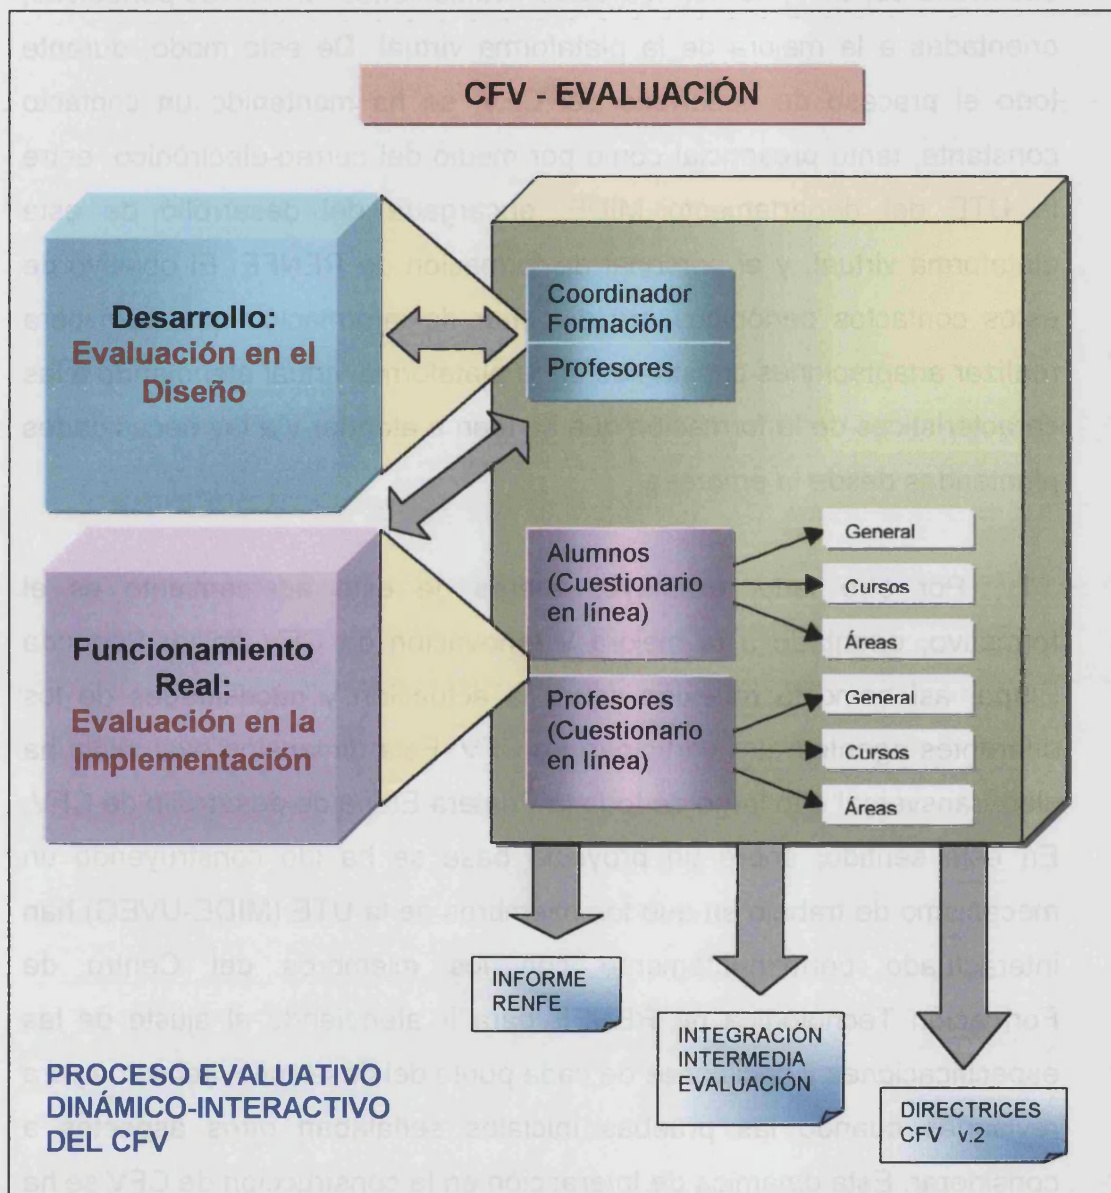 CFV - EVALUACIÓN
Desarrollo:
Evaluación en el
Diseño
Coordinador
Formación
Profesores
Funcionamiento
Real:
Evaluación en la
Implementación
Alumnos
(Cuestionario
en línea)
General
Cursos
Áreas
Profesores
(Cuestionario
en línea)
General
Cursos
Áreas
INFORME
RENFE
INTEGRACIÓN
INTERMEDIA
EVALUACIÓN
DIRECTRICES
CFV v.2
PROCESO EVALUATIVO
DINÁMICO-INTERACTIVO
DEL CFV